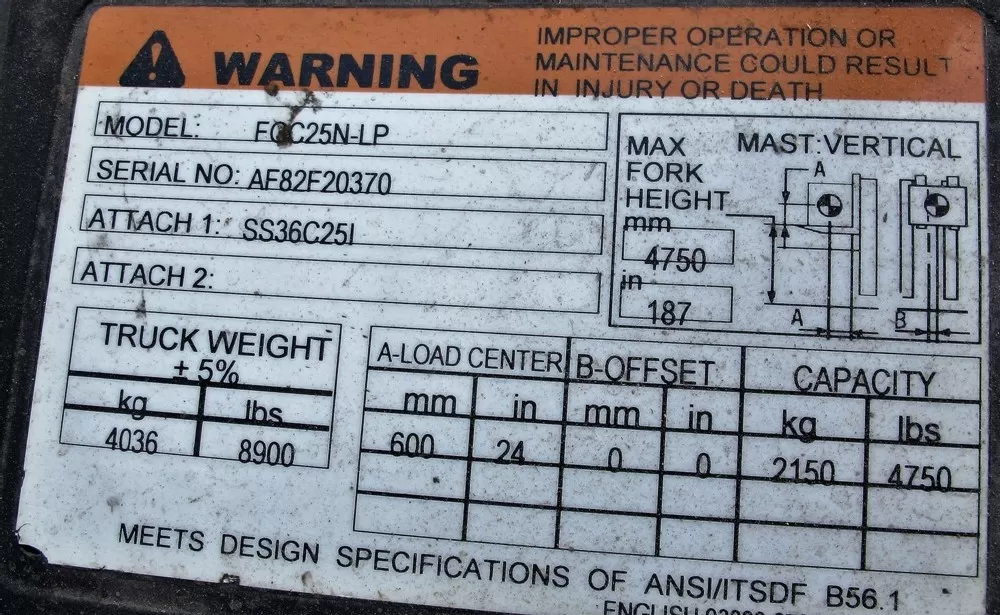 WARNING
IMPROPER OPERATION OR
MAINTENANCE COULD RESULT
IN INJURY OR DEATH
MODEL: FGC25N-LP
SERIAL NO: AF82F20370
ATTACH 1: SS36C25I
ATTACH 2:
MAX
FORK
HEIGHT
mm
4750
in
187
MAST:VERTICAL
A
A B
TRUCK WEIGHT
± 5%
kg lbs
4036 8900
A-LOAD CENTER B-OFFSET CAPACITY
mm in mm in kg lbs
600 24 0 0 2150 4750
MEETS DESIGN SPECIFICATIONS OF ANSI/ITSDF B56.1
ENGLISH